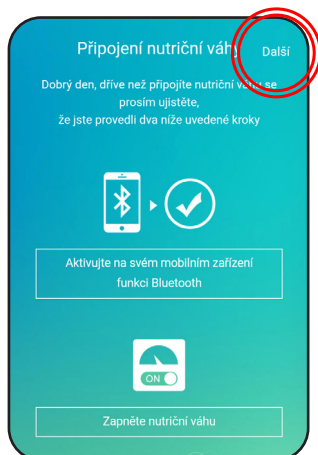 Připojení nutriční váhy Další
Dobrý den, dříve než připojíte nutriční váhu se
prosím ujistěte,
že jste provedli dva níže uvedené kroky
Aktivujte na svém mobilním zařízení
funkci Bluetooth
ON
Zapněte nutriční váhu